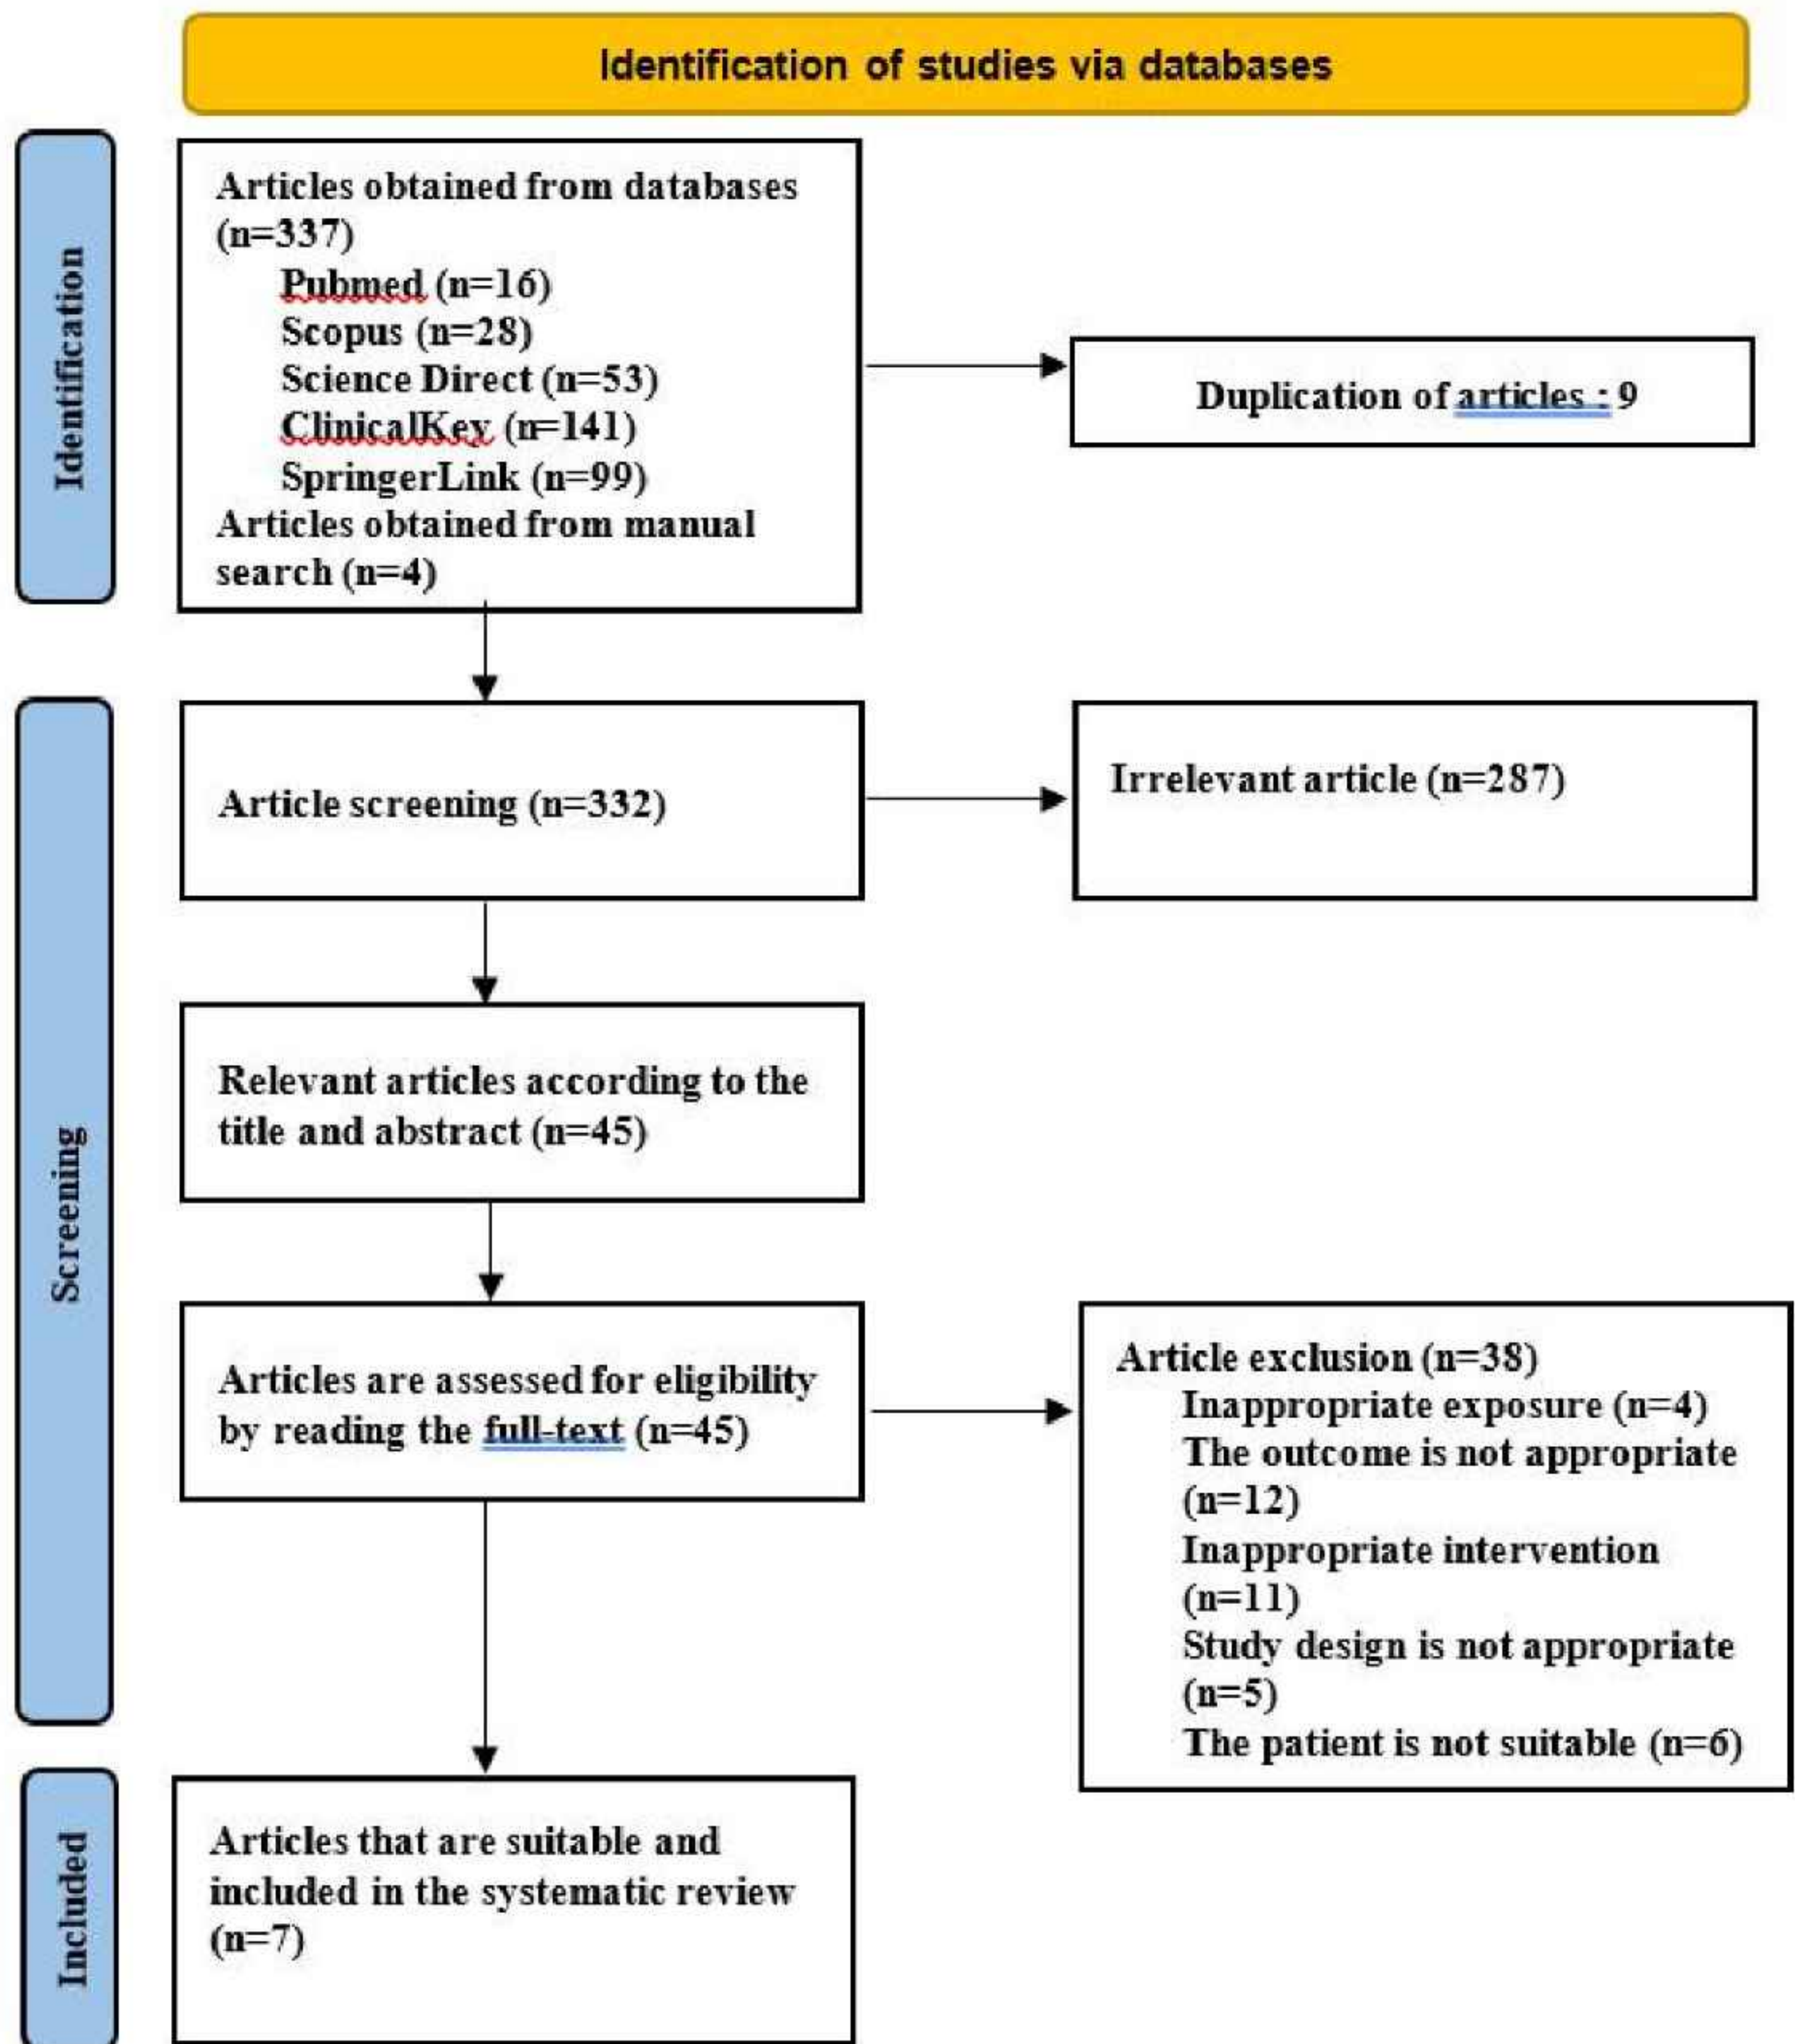 Identification of studies via databases
Identification
Articles obtained from databases
(n=337)
Pubmed (n=16)
Scopus (n=28)
Science Direct (n=53)
ClinicalKey (n=141)
SpringerLink (n=99)
Articles obtained from manual
search (n=4)
Duplication of articles : 9
Screening
Article screening (n=332)
Irrelevant article (n=287)
Relevant articles according to the
title and abstract (n=45)
Articles are assessed for eligibility
by reading the full-text (n=45)
Article exclusion (n=38)
Inappropriate exposure (n=4)
The outcome is not appropriate
(n=12)
Inappropriate intervention
(n=11)
Study design is not appropriate
(n=5)
The patient is not suitable (n=6)
Included
Articles that are suitable and
included in the systematic review
(n=7)